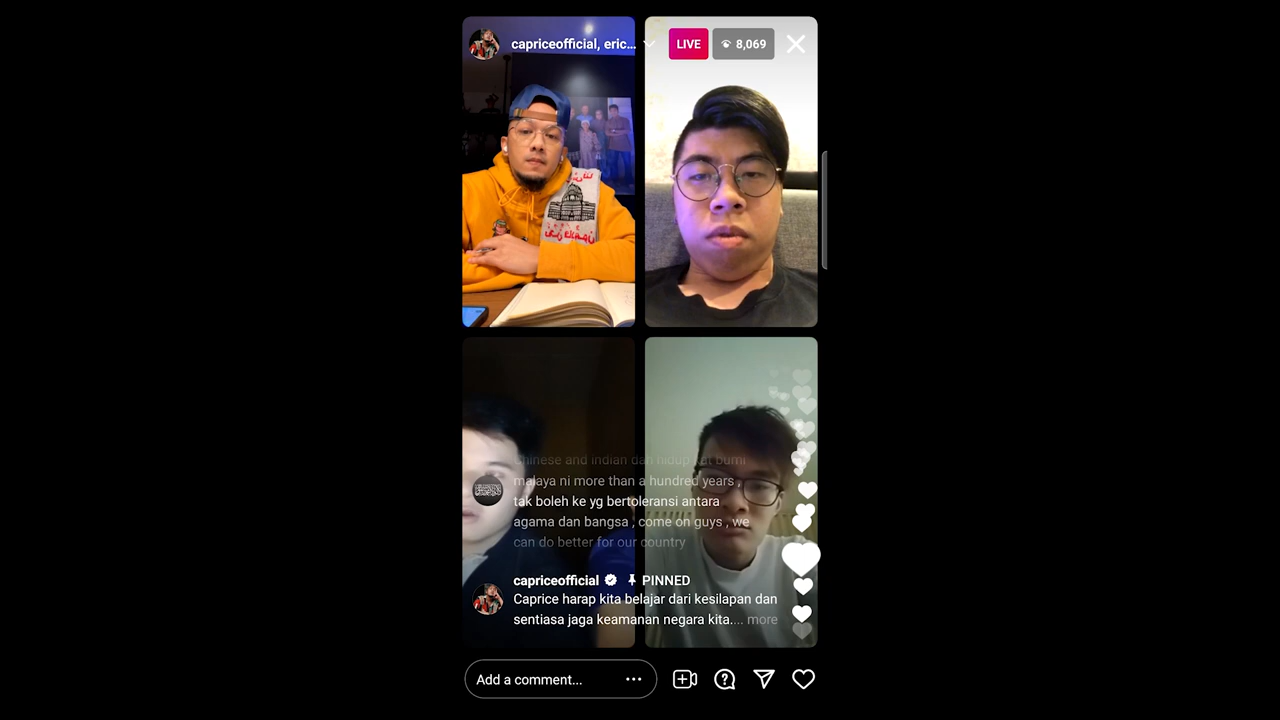 capriceofficial, eric...
LIVE
8,069
Chinese and indian dah hidup kat bumi
malaya ni more than a hundred years ,
tak boleh ke yg bertoleransi antara
agama dan bangsa , come on guys , we
can do better for our country
capriceofficial PINNED
Caprice harap kita belajar dari kesilapan dan
sentiasa jaga keamanan negara kita.... more
Add a comment...